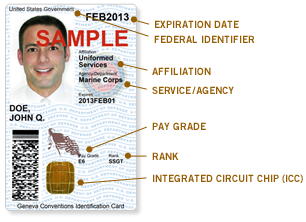 United States Government
FEB2013
SAMPLE
Affiliation
Uniformed
Services
Agency/Department
Marine Corps
Expires
2013FEB01
DOE,
JOHN Q.
Pay Grade
E6
Rank
SSGT
Geneva Conventions Identification Card
EXPIRATION DATE
FEDERAL IDENTIFIER
AFFILIATION
SERVICE/AGENCY
PAY GRADE
RANK
INTEGRATED CIRCUIT CHIP (ICC)